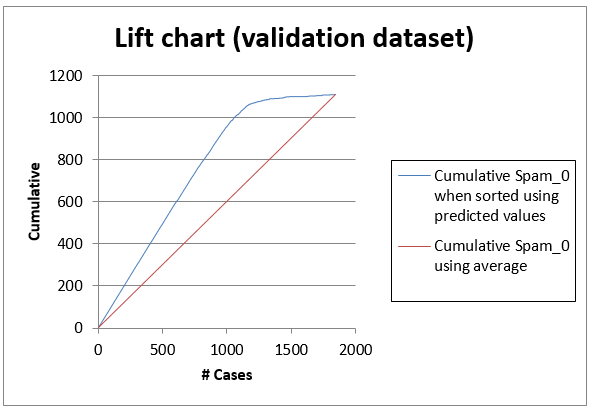 Lift chart (validation dataset)
1200
1000
800
600
400
200
0
Cumulative
0 500 1000 1500 2000
# Cases
Cumulative Spam_0
when sorted using
predicted values
Cumulative Spam_0
using average